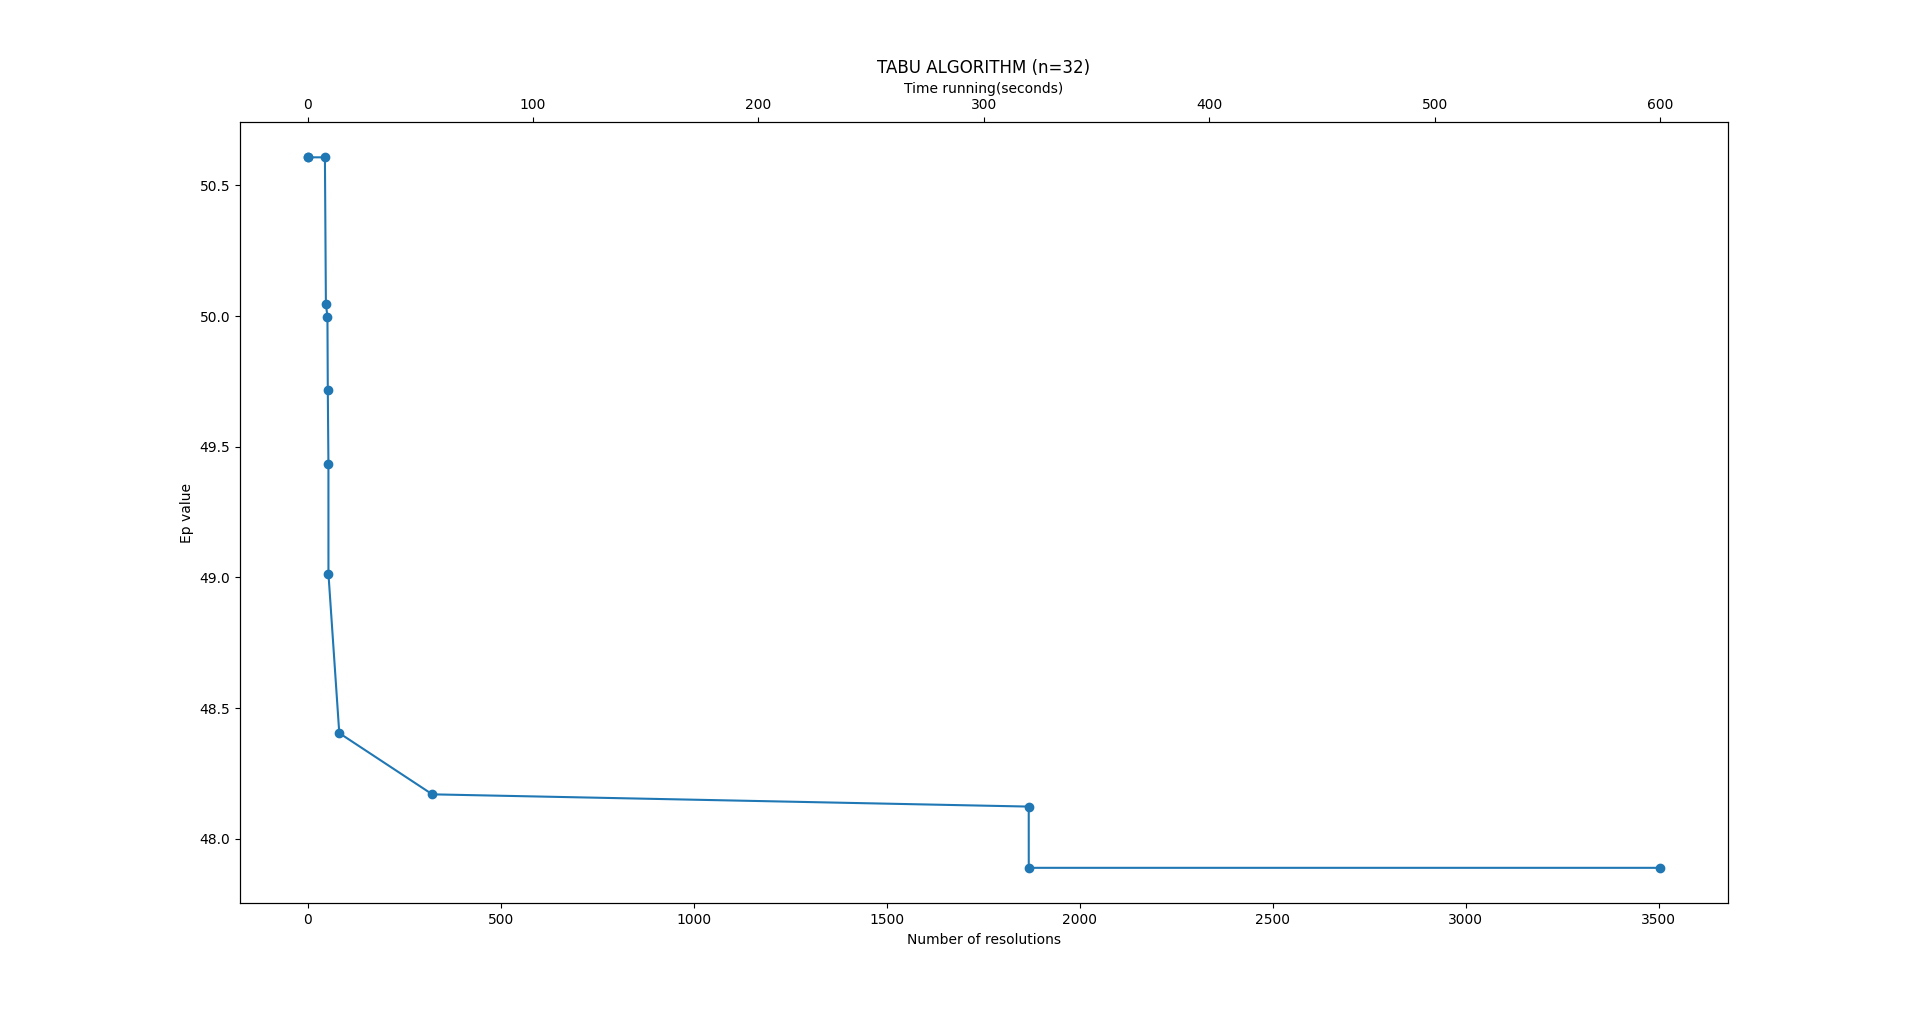 TABU ALGORITHM (n=32)
Time running(seconds)
0 100 200 300 400 500 600
50.5
50.0
49.5
49.0
48.5
48.0
Ep value
0 500 1000 1500 2000 2500 3000 3500
Number of resolutions